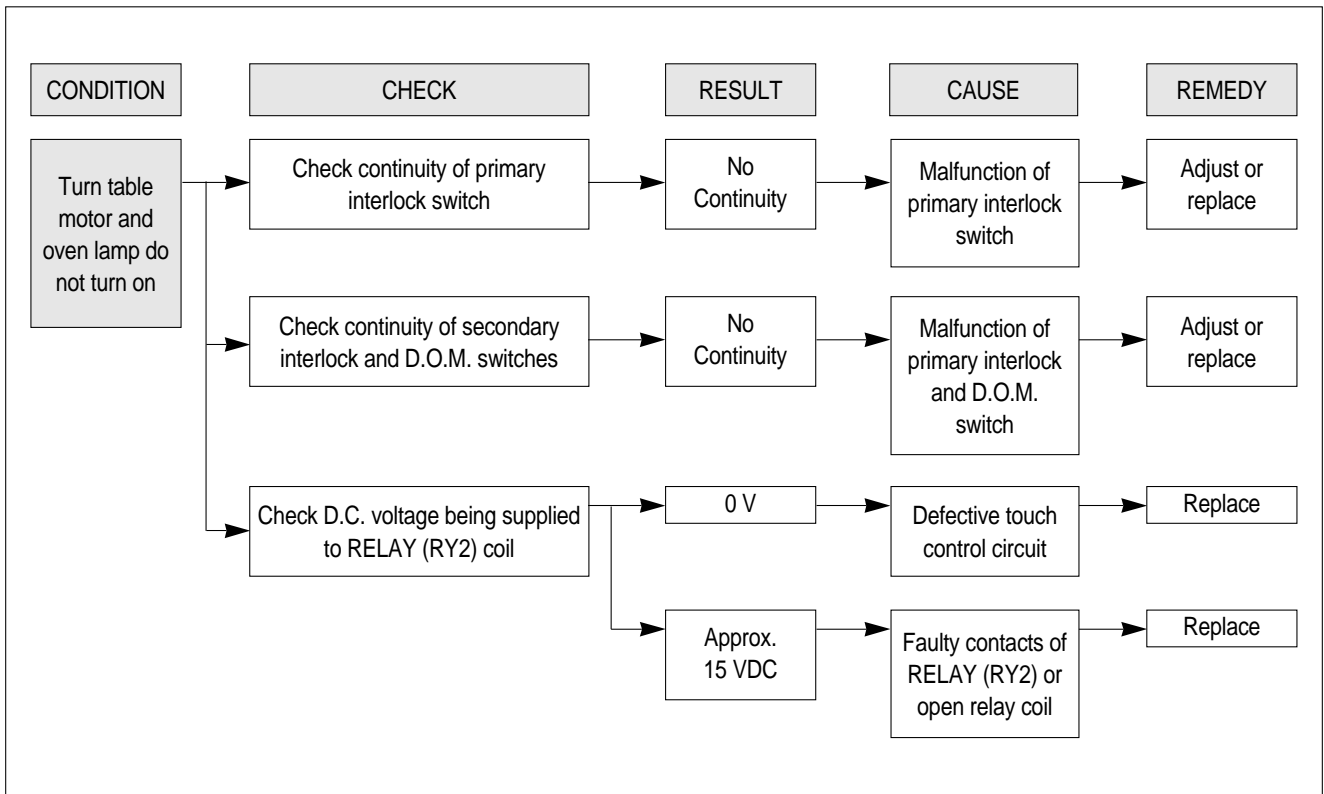 CONDITION
CHECK
RESULT
CAUSE
REMEDY
Turn table
motor and
oven lamp do
not turn on
Check continuity of primary
interlock switch
No
Continuity
Malfunction of
primary interlock
switch
Adjust or
replace
Check continuity of secondary
interlock and D.O.M. switches
No
Continuity
Malfunction of
primary interlock
and D.O.M.
switch
Adjust or
replace
Check D.C. voltage being supplied
to RELAY (RY2) coil
0 V
Defective touch
control circuit
Replace
Approx.
15 VDC
Faulty contacts of
RELAY (RY2) or
open relay coil
Replace